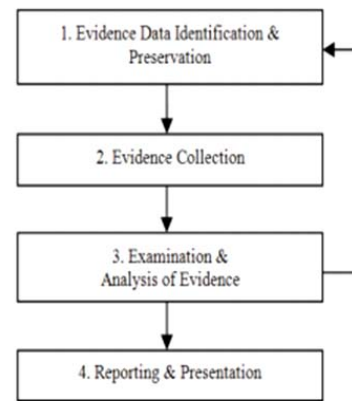 1. Evidence Data Identification &
Preservation
2. Evidence Collection
3. Examination &
Analysis of Evidence
4. Reporting & Presentation